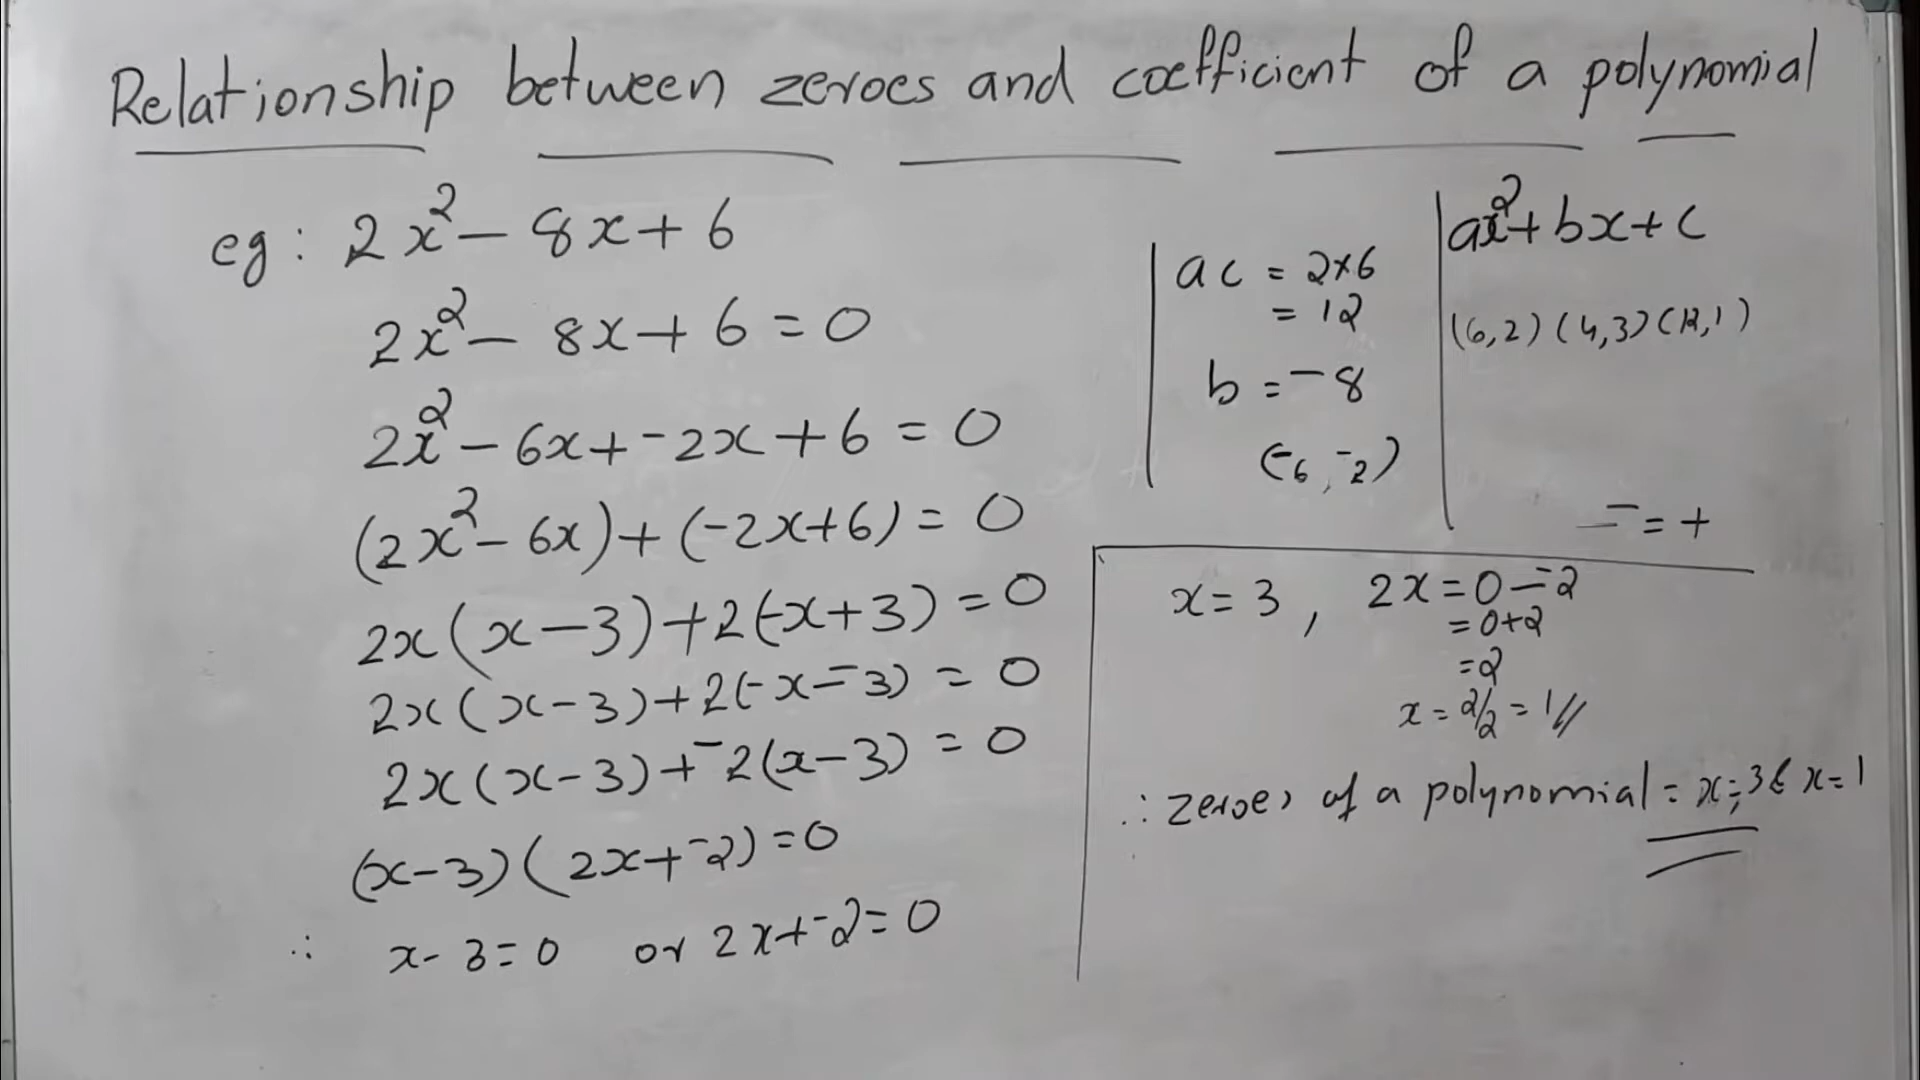 Relationship between zeroes and coefficient of a polynomial
eg: 2x² - 8x + 6
2x² - 8x + 6 = 0
2x² - 6x + -2x + 6 = 0
(2x² - 6x) + (-2x+6) = 0
2x(x-3)+2(-x+3) = 0
2x(x-3)+2(-x--3) = 0
2x(x-3)+-2(x-3) = 0
(x-3)(2x+-2)=0
∴ x-3=0 or 2x+-2=0
ac = 2×6
= 12
b = -8
(-6,-2)
ax²+bx+c
(6,2)(4,3)(12,1)
-- = +
x=3, 2x=0--2
=0+2
=2
x=2/2=1//
∴ zeroes of a polynomial = x=3 & x=1